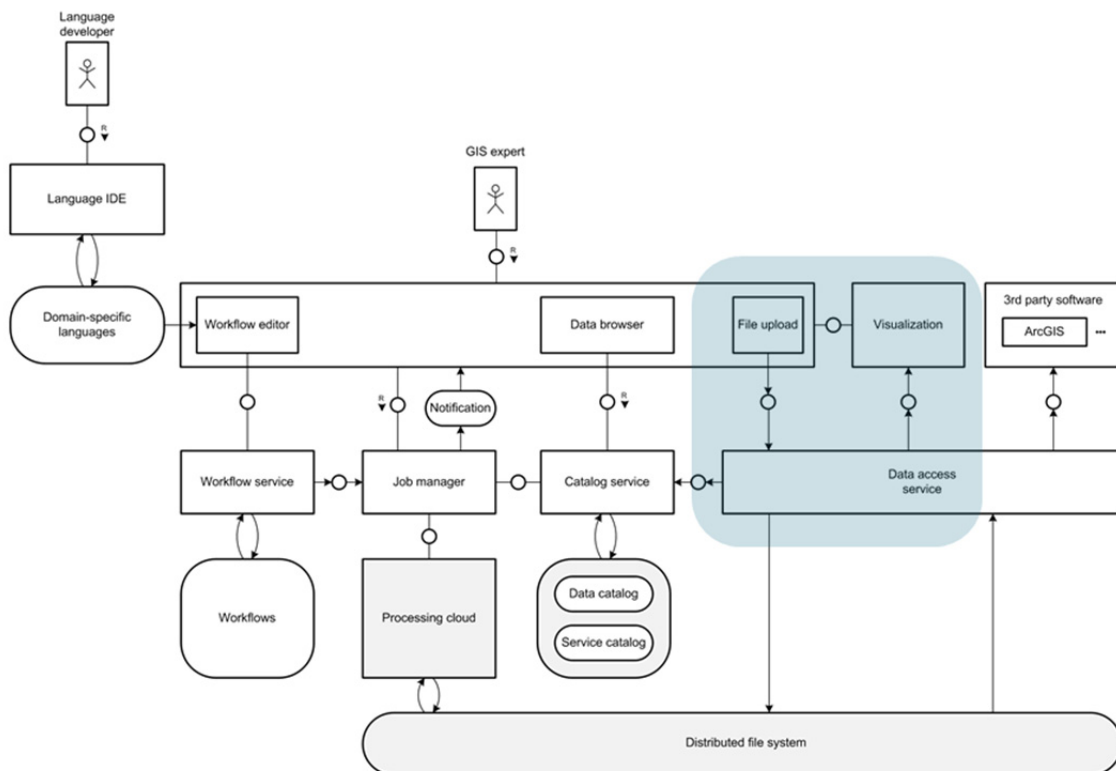 Language
developer
R
Language IDE
GIS expert
R
Domain-specific
languages
Workflow editor
Data browser
File upload
Visualization
3rd party software
ArcGIS
...
R
Notification
R
Workflow service
Job manager
Catalog service
Data access
service
Workflows
Processing cloud
Data catalog
Service catalog
Distributed file system